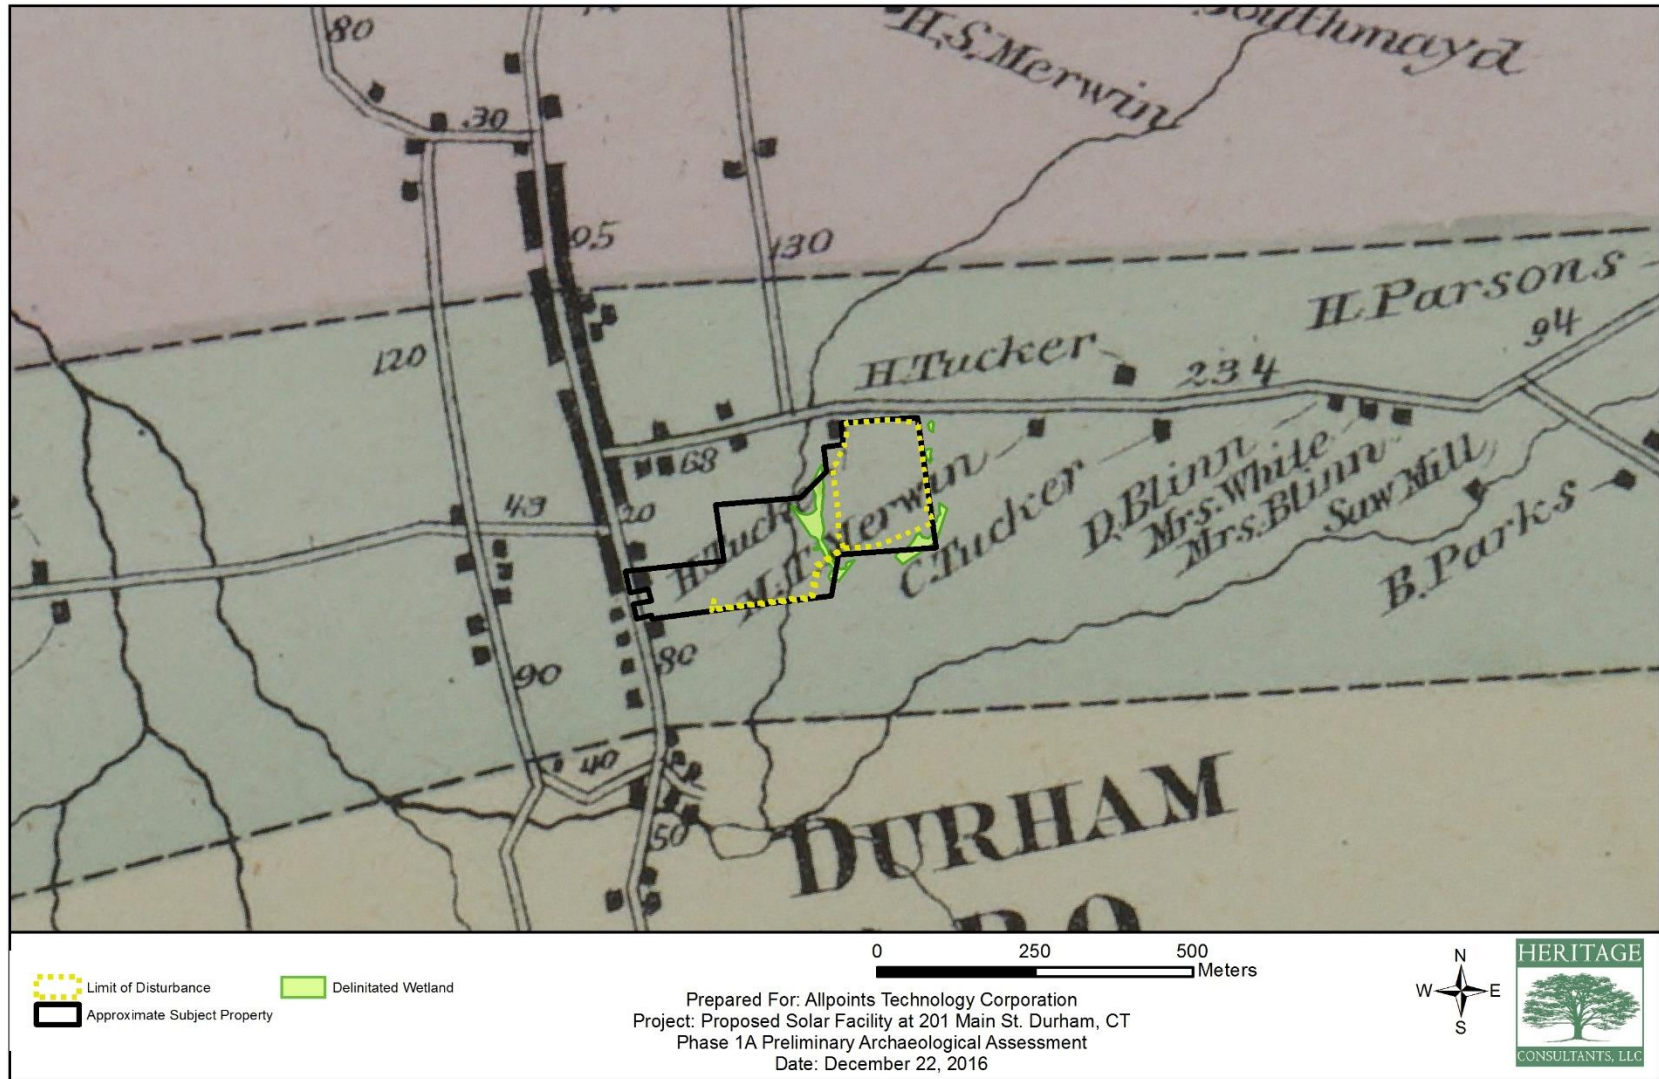 80
30
H.S.Merwin
Southmayd
95
130
H.Parsons
94
120
H.Tucker
234
68
43
20
H.Tucke
Merwin
C.Tucker
D.Blinn
Mrs.White
Mrs.Blinn
Saw Mill
B.Parks
90
80
40
DURHAM
50
Limit of Disturbance
Delinitated Wetland
Approximate Subject Property
0 250 500
Meters
Prepared For: Allpoints Technology Corporation
Project: Proposed Solar Facility at 201 Main St. Durham, CT
Phase 1A Preliminary Archaeological Assessment
Date: December 22, 2016
N
W E
S
HERITAGE
CONSULTANTS, LLC